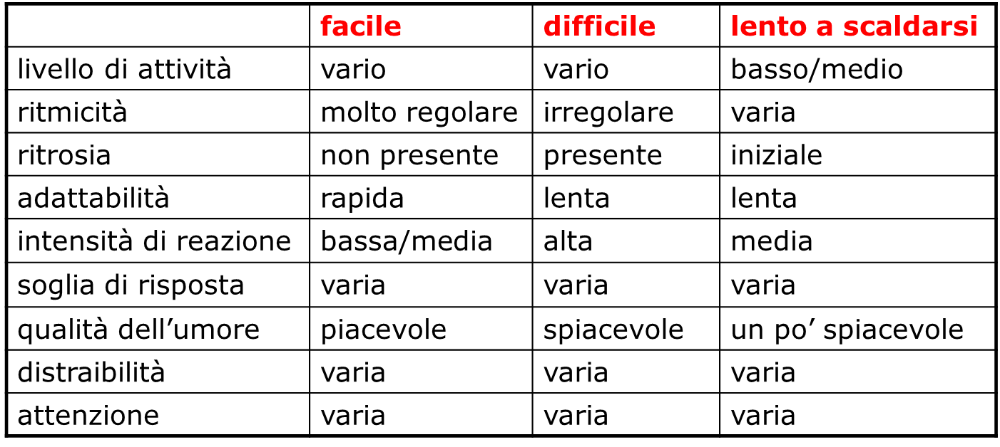 facile difficile lento a scaldarsi
livello di attività vario vario basso/medio
ritmicità molto regolare irregolare varia
ritrosia non presente presente iniziale
adattabilità rapida lenta lenta
intensità di reazione bassa/media alta media
soglia di risposta varia varia varia
qualità dell’umore piacevole spiacevole un po’ spiacevole
distraibilità varia varia varia
attenzione varia varia varia